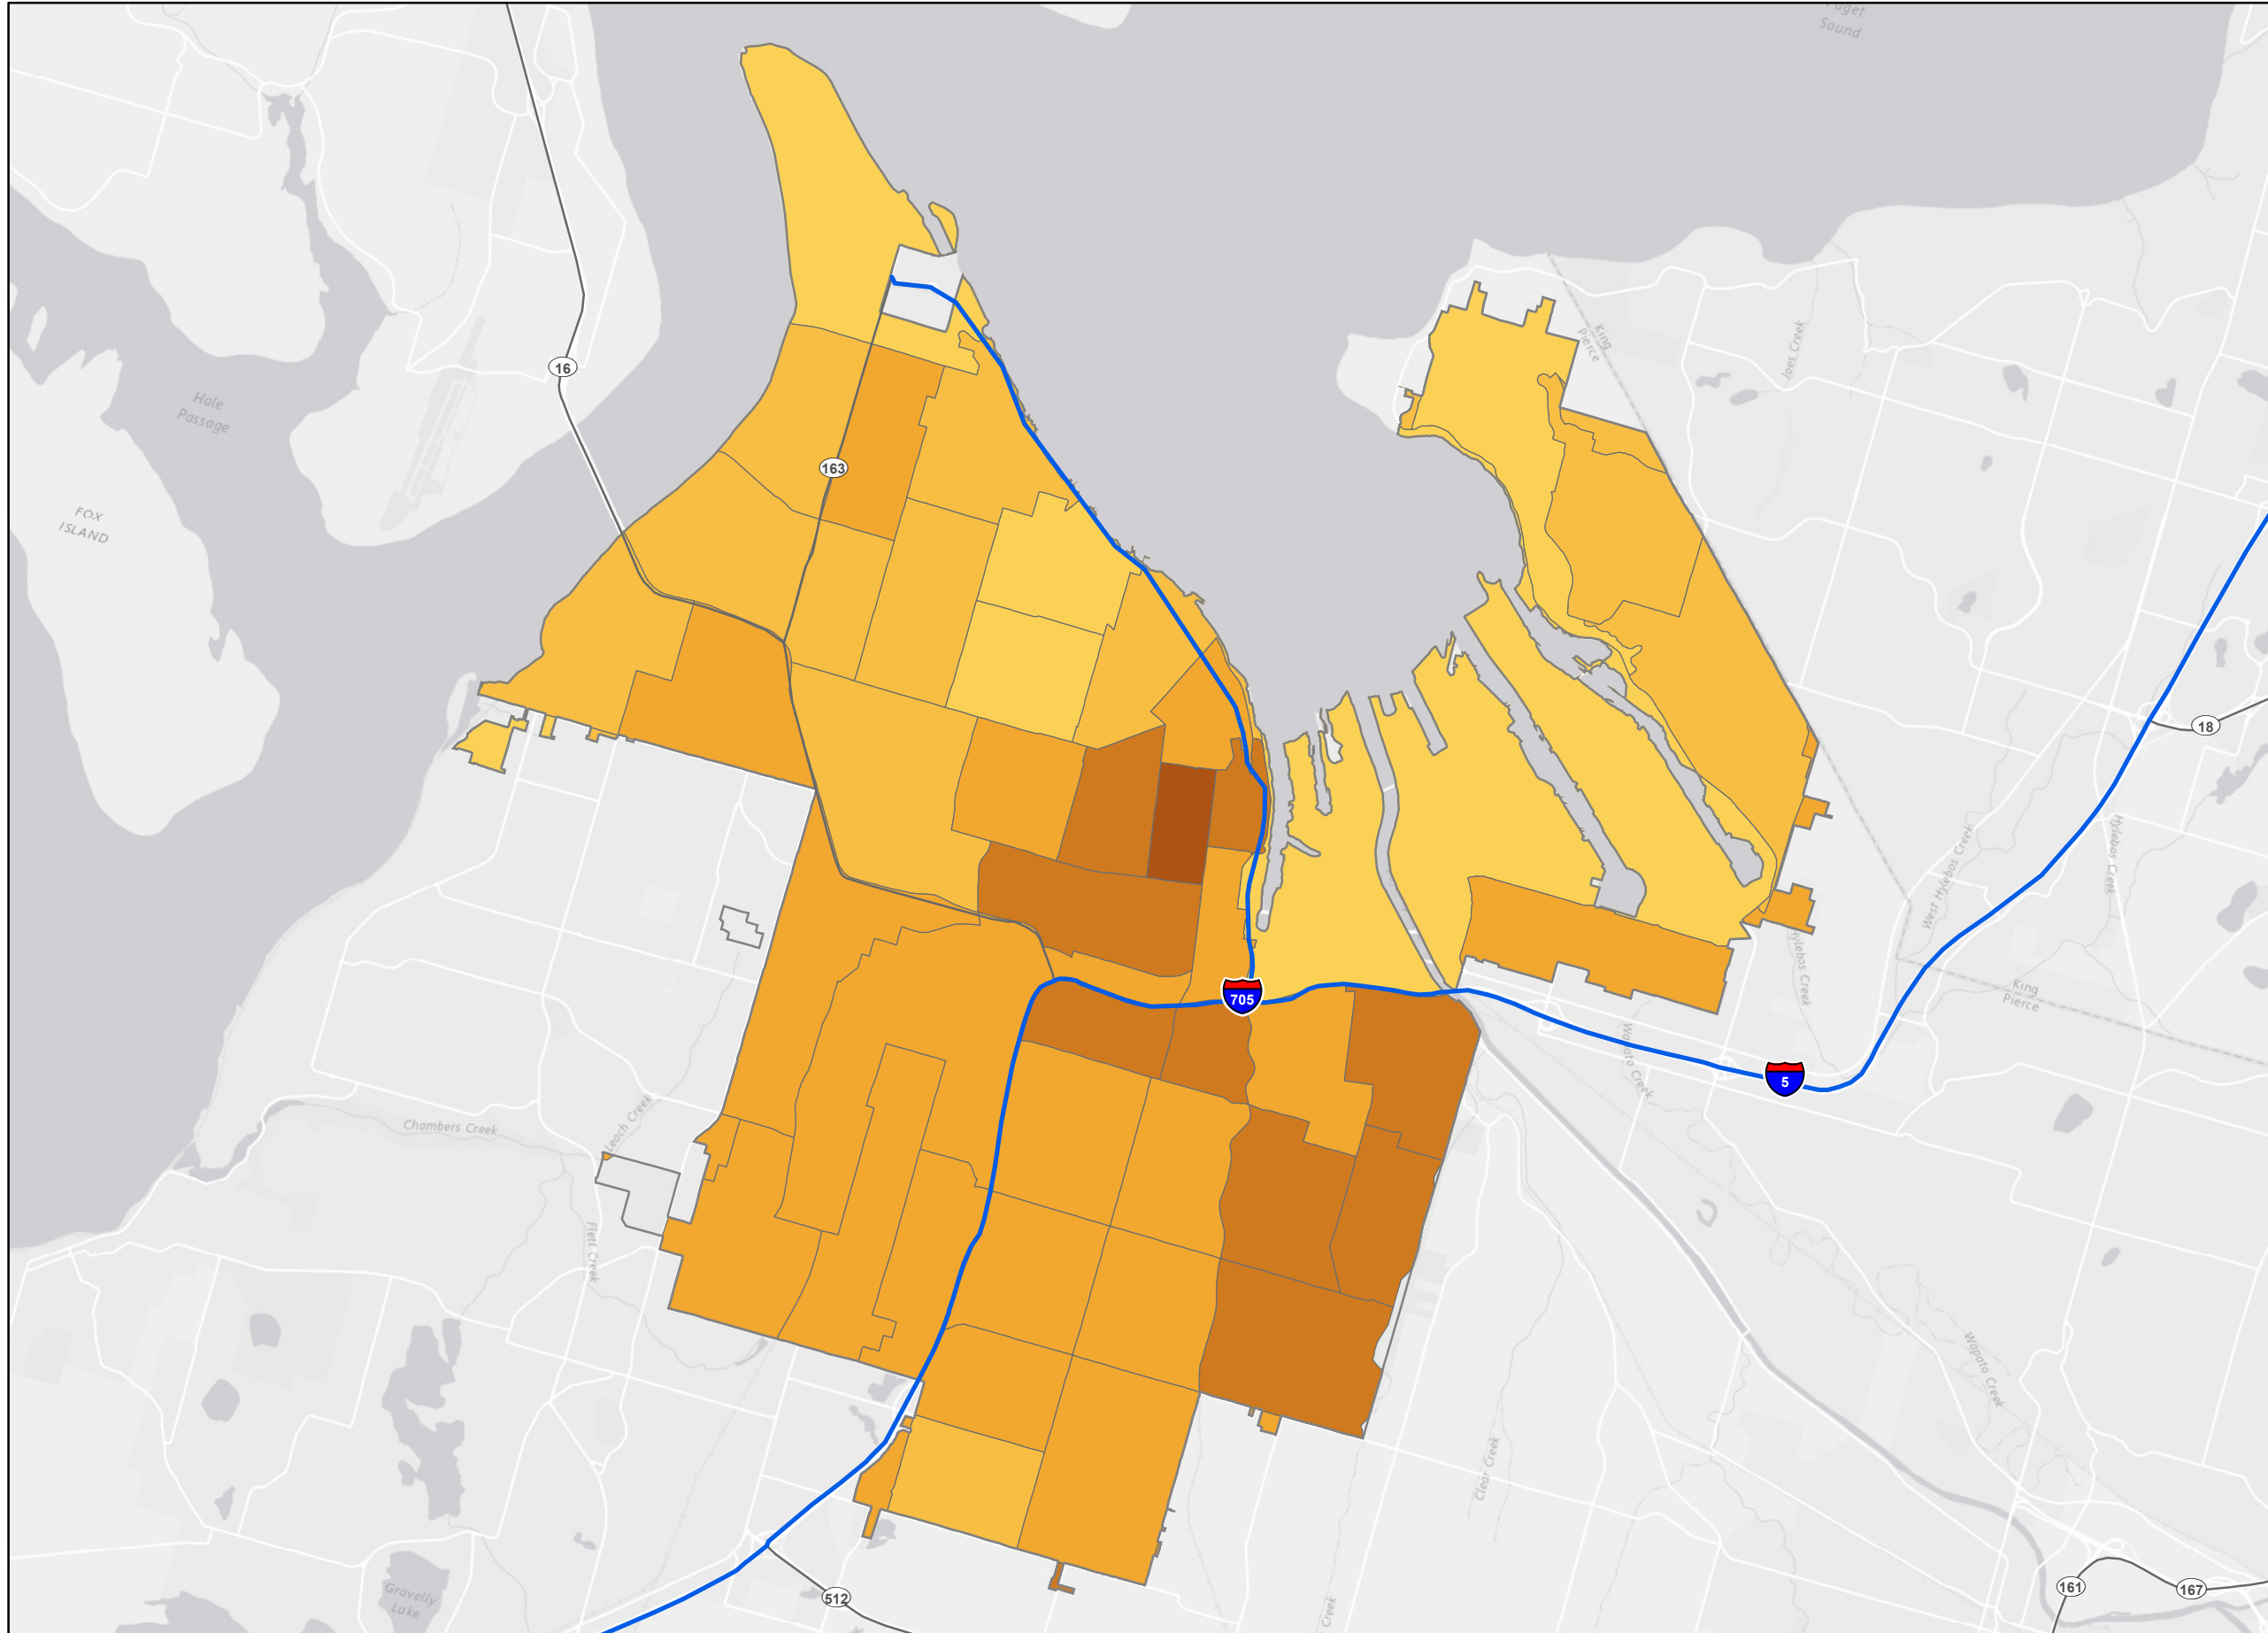 Puget
Sound
King
Pierce
Joes Creek
16
Hale
Passage
163
FOX
ISLAND
18
West Hylebos Creek
Hylebos Creek
Hylebos Creek
705
King
Pierce
5
Wapato Creek
Leach Creek
Chambers Creek
Flett Creek
Wapato Creek
Clear Creek
Gravelly
Lake
512
Creek
161
167